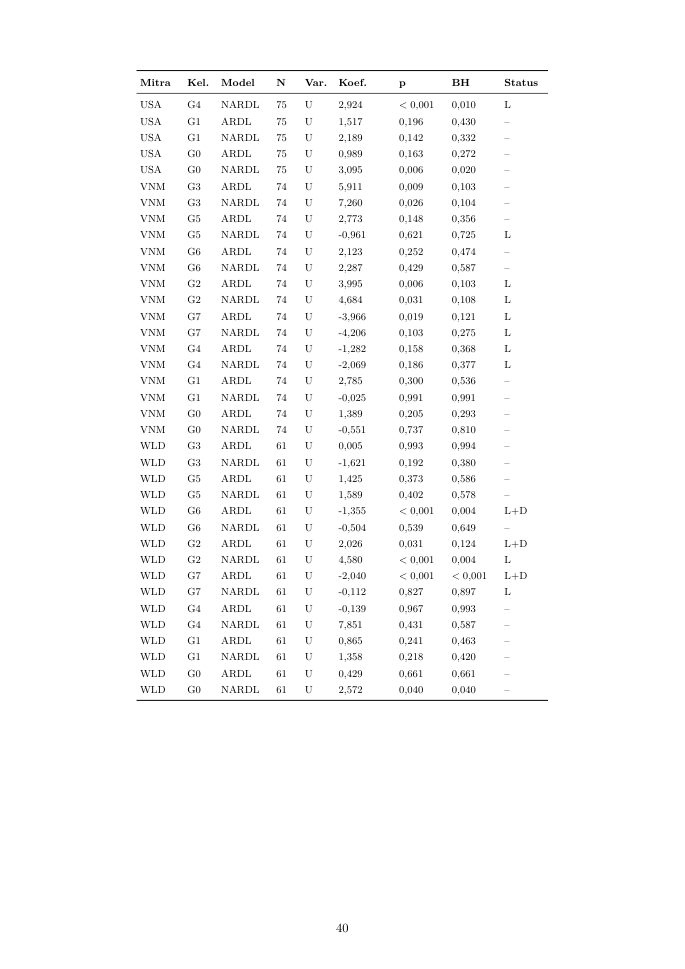 Mitra Kel. Model N Var. Koef. p BH Status
USA G4 NARDL 75 U 2,924 < 0,001 0,010 L
USA G1 ARDL 75 U 1,517 0,196 0,430 –
USA G1 NARDL 75 U 2,189 0,142 0,332 –
USA G0 ARDL 75 U 0,989 0,163 0,272 –
USA G0 NARDL 75 U 3,095 0,006 0,020 –
VNM G3 ARDL 74 U 5,911 0,009 0,103 –
VNM G3 NARDL 74 U 7,260 0,026 0,104 –
VNM G5 ARDL 74 U 2,773 0,148 0,356 –
VNM G5 NARDL 74 U -0,961 0,621 0,725 L
VNM G6 ARDL 74 U 2,123 0,252 0,474 –
VNM G6 NARDL 74 U 2,287 0,429 0,587 –
VNM G2 ARDL 74 U 3,995 0,006 0,103 L
VNM G2 NARDL 74 U 4,684 0,031 0,108 L
VNM G7 ARDL 74 U -3,966 0,019 0,121 L
VNM G7 NARDL 74 U -4,206 0,103 0,275 L
VNM G4 ARDL 74 U -1,282 0,158 0,368 L
VNM G4 NARDL 74 U -2,069 0,186 0,377 L
VNM G1 ARDL 74 U 2,785 0,300 0,536 –
VNM G1 NARDL 74 U -0,025 0,991 0,991 –
VNM G0 ARDL 74 U 1,389 0,205 0,293 –
VNM G0 NARDL 74 U -0,551 0,737 0,810 –
WLD G3 ARDL 61 U 0,005 0,993 0,994 –
WLD G3 NARDL 61 U -1,621 0,192 0,380 –
WLD G5 ARDL 61 U 1,425 0,373 0,586 –
WLD G5 NARDL 61 U 1,589 0,402 0,578 –
WLD G6 ARDL 61 U -1,355 < 0,001 0,004 L+D
WLD G6 NARDL 61 U -0,504 0,539 0,649 –
WLD G2 ARDL 61 U 2,026 0,031 0,124 L+D
WLD G2 NARDL 61 U 4,580 < 0,001 0,004 L
WLD G7 ARDL 61 U -2,040 < 0,001 < 0,001 L+D
WLD G7 NARDL 61 U -0,112 0,827 0,897 L
WLD G4 ARDL 61 U -0,139 0,967 0,993 –
WLD G4 NARDL 61 U 7,851 0,431 0,587 –
WLD G1 ARDL 61 U 0,865 0,241 0,463 –
WLD G1 NARDL 61 U 1,358 0,218 0,420 –
WLD G0 ARDL 61 U 0,429 0,661 0,661 –
WLD G0 NARDL 61 U 2,572 0,040 0,040 –
40